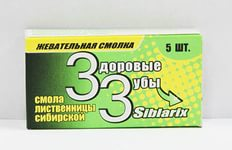 ЖЕВАТЕЛЬНАЯ СМОЛКА
5 ШТ.
Здоровые
Зубы
смола
лиственницы
сибирской
Siblarix